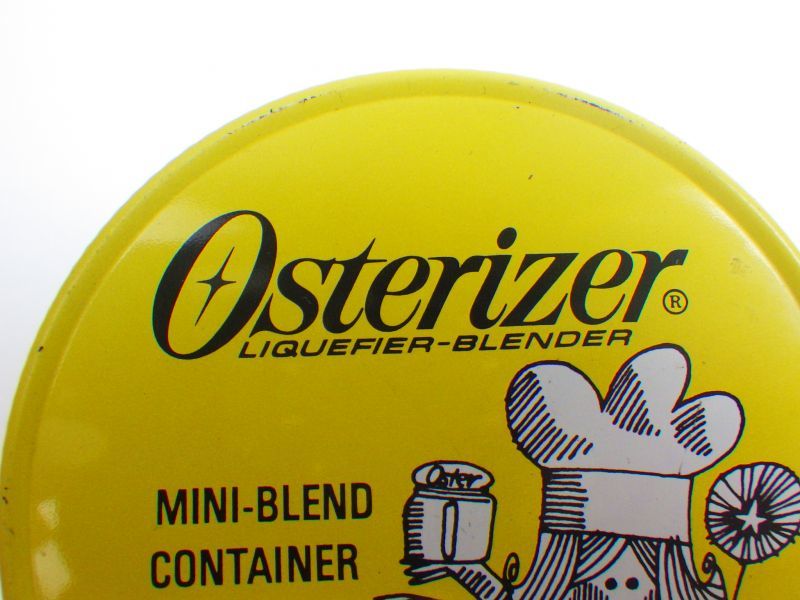 Osterizer®
LIQUEFIER-BLENDER
MINI-BLEND
CONTAINER
Oster